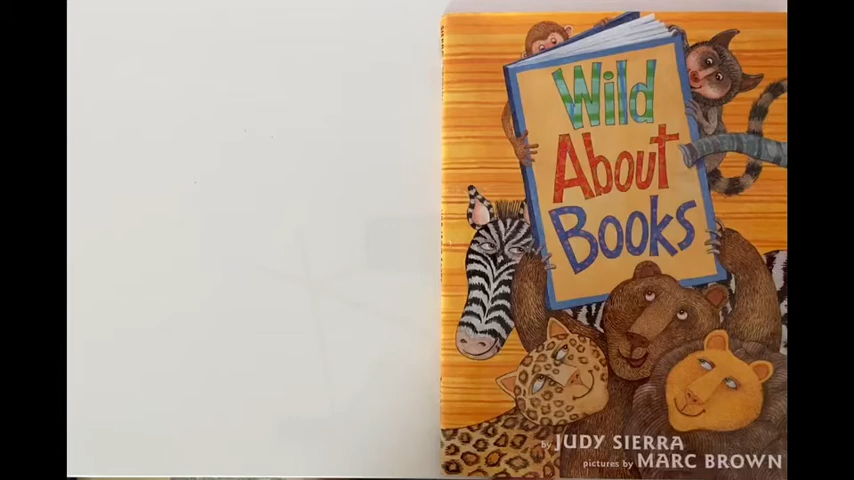 Wild
About
Books
by JUDY SIERRA
pictures by MARC BROWN